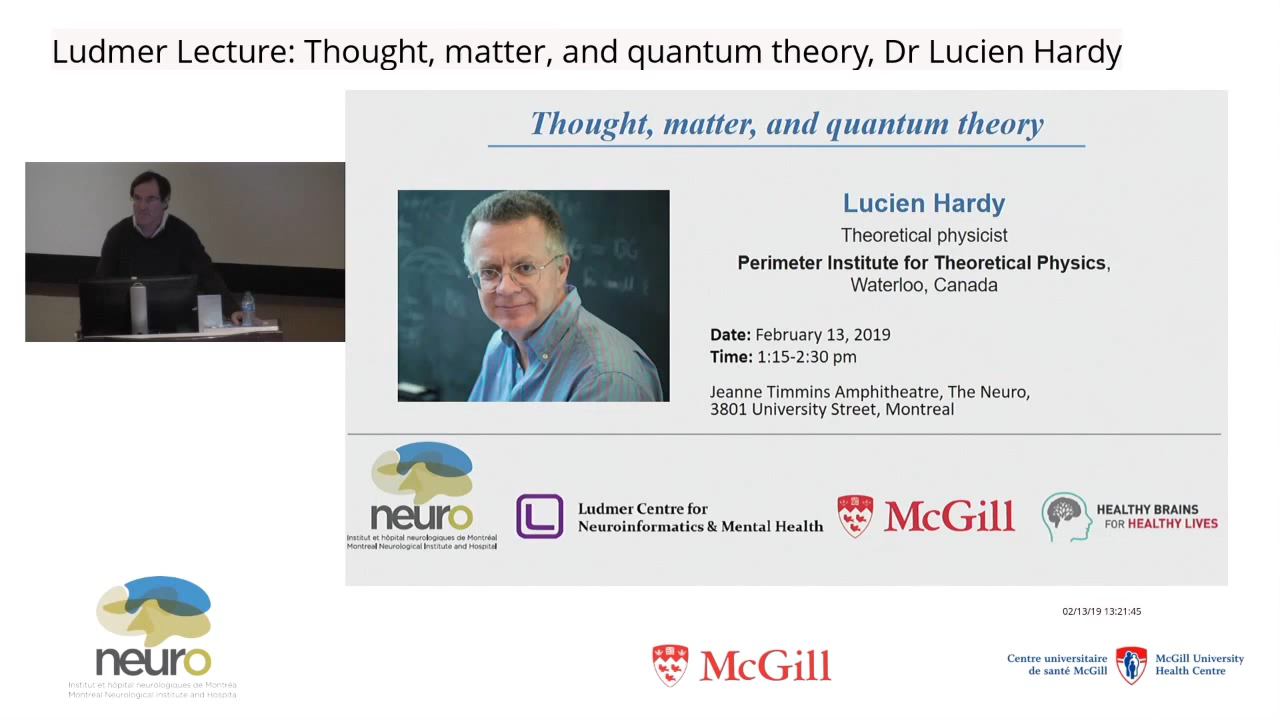 Ludmer Lecture: Thought, matter, and quantum theory, Dr Lucien Hardy
Thought, matter, and quantum theory
Lucien Hardy
Theoretical physicist
Perimeter Institute for Theoretical Physics,
Waterloo, Canada
Date: February 13, 2019
Time: 1:15-2:30 pm
Jeanne Timmins Amphitheatre, The Neuro,
3801 University Street, Montreal
neuro
Institut et hôpital neurologiques de Montréal
Montreal Neurological Institute and Hospital
L
Ludmer Centre for
Neuroinformatics & Mental Health
McGill
HEALTHY BRAINS
FOR HEALTHY LIVES
02/13/19 13:21:45
neuro
Institut et hôpital neurologiques de Montréa
Montreal Neurological Institute and Hospita
McGill
Centre universitaire
de santé McGill
McGill University
Health Centre